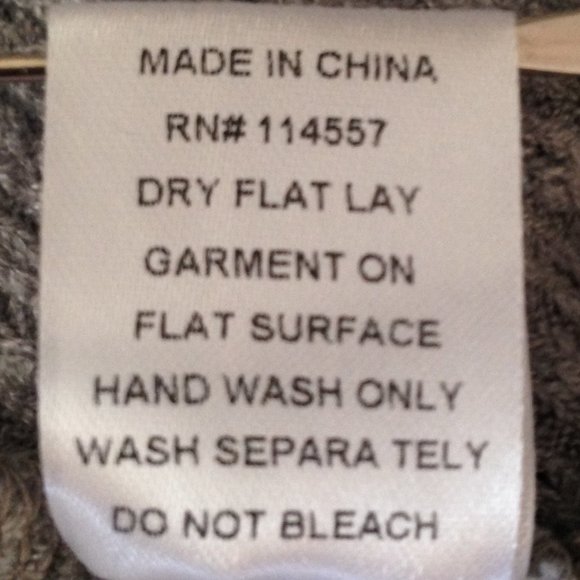 MADE IN CHINA
RN# 114557
DRY FLAT LAY
GARMENT ON
FLAT SURFACE
HAND WASH ONLY
WASH SEPARA TELY
DO NOT BLEACH